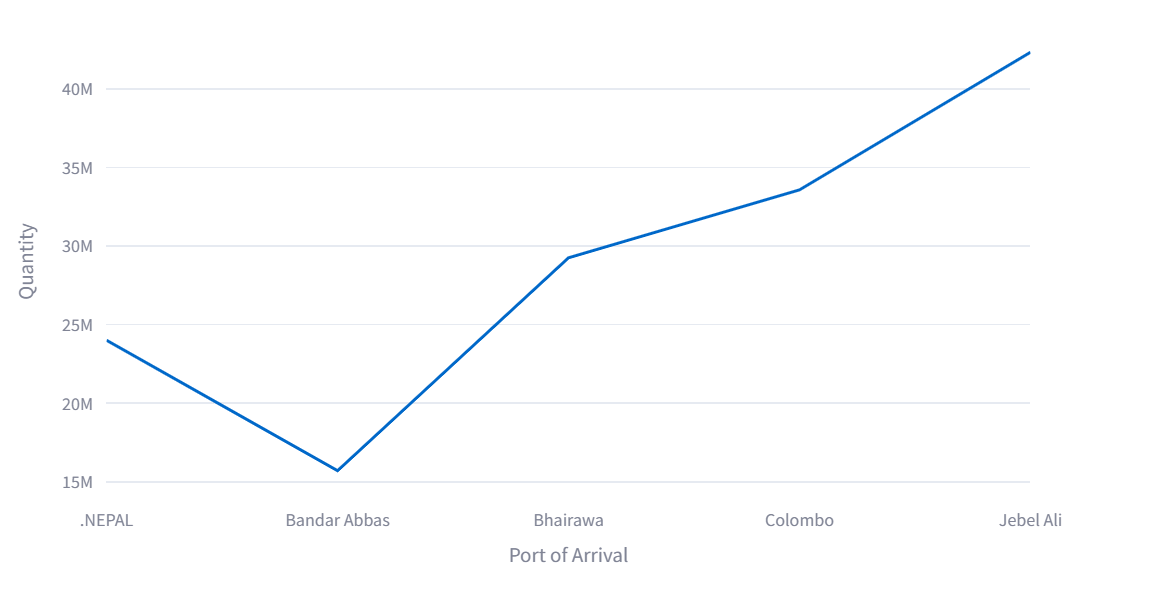 40M
35M
30M
25M
20M
15M
Quantity
.NEPAL
Bandar Abbas
Bhairawa
Colombo
Jebel Ali
Port of Arrival